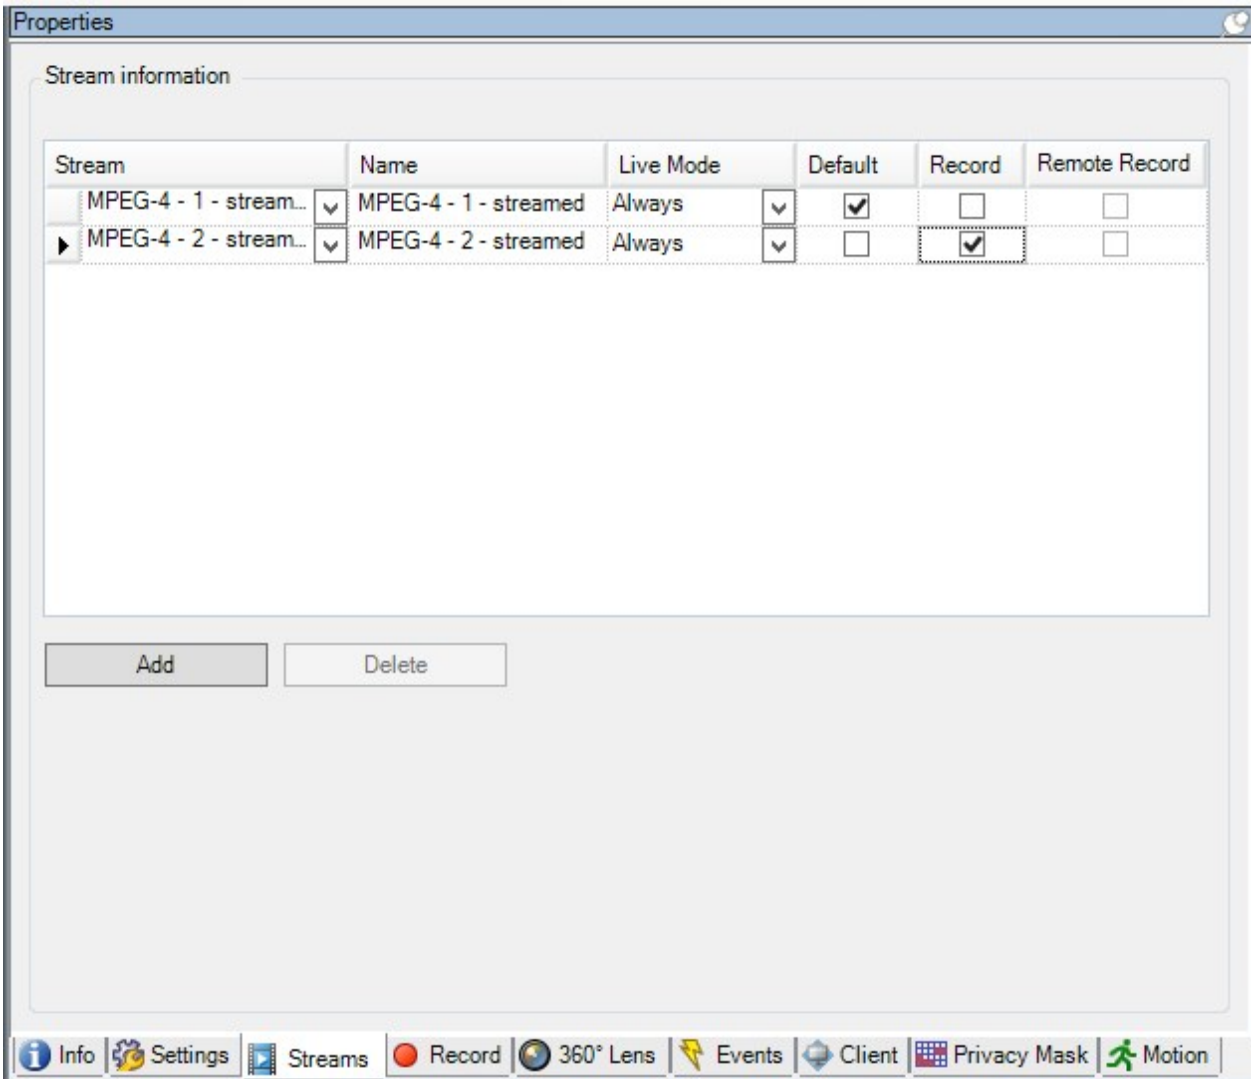 Properties
Stream information
Stream Name Live Mode Default Record Remote Record
MPEG-4 - 1 - stream... MPEG-4 - 1 - streamed Always
MPEG-4 - 2 - stream... MPEG-4 - 2 - streamed Always
Add Delete
Info Settings Streams Record 360° Lens Events Client Privacy Mask Motion